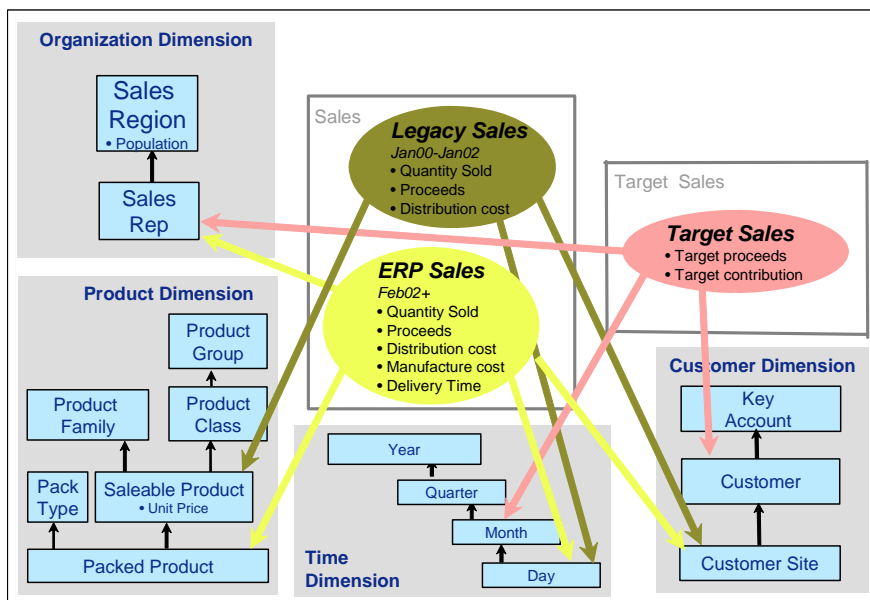 Organization Dimension
Sales
Region
• Population
Sales
Rep
Sales
Legacy Sales
Jan00-Jan02
• Quantity Sold
• Proceeds
• Distribution cost
Target Sales
Target Sales
• Target proceeds
• Target contribution
ERP Sales
Feb02+
• Quantity Sold
• Proceeds
• Distribution cost
• Manufacture cost
• Delivery Time
Product Dimension
Product
Group
Product
Family
Product
Class
Pack
Type
Saleable Product
• Unit Price
Packed Product
Year
Quarter
Month
Day
Time
Dimension
Customer Dimension
Key
Account
Customer
Customer Site